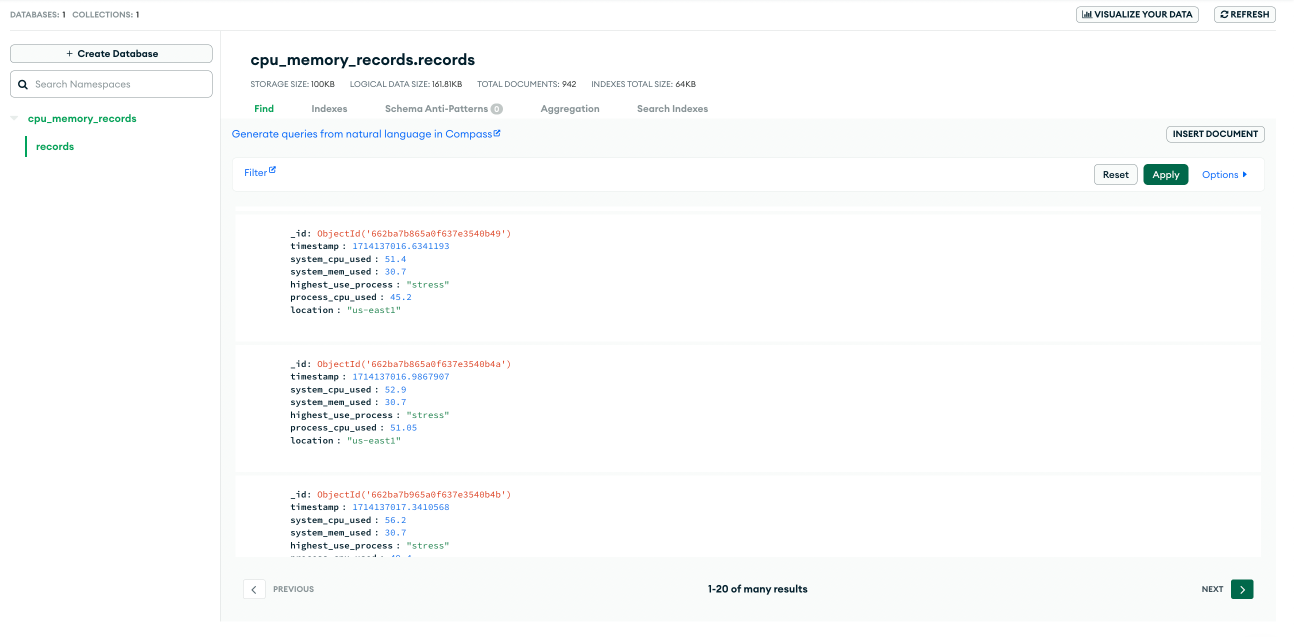 DATABASES: 1 COLLECTIONS: 1
VISUALIZE YOUR DATA
REFRESH
+ Create Database
Search Namespaces
cpu_memory_records
records
cpu_memory_records.records
STORAGE SIZE: 100KB LOGICAL DATA SIZE: 161.81KB TOTAL DOCUMENTS: 942 INDEXES TOTAL SIZE: 64KB
Find Indexes Schema Anti-Patterns 0 Aggregation Search Indexes
Generate queries from natural language in Compass
INSERT DOCUMENT
Filter
Reset Apply Options
_id: ObjectId('662ba7b865a0f637e3540b49')
timestamp : 1714137016.6341193
system_cpu_used : 51.4
system_mem_used : 30.7
highest_use_process : "stress"
process_cpu_used : 45.2
location : "us-east1"
_id: ObjectId('662ba7b865a0f637e3540b4a')
timestamp : 1714137016.9867907
system_cpu_used : 52.9
system_mem_used : 30.7
highest_use_process : "stress"
process_cpu_used : 51.05
location : "us-east1"
_id: ObjectId('662ba7b965a0f637e3540b4b')
timestamp : 1714137017.3410568
system_cpu_used : 56.2
system_mem_used : 30.7
highest_use_process : "stress"
PREVIOUS
1-20 of many results
NEXT